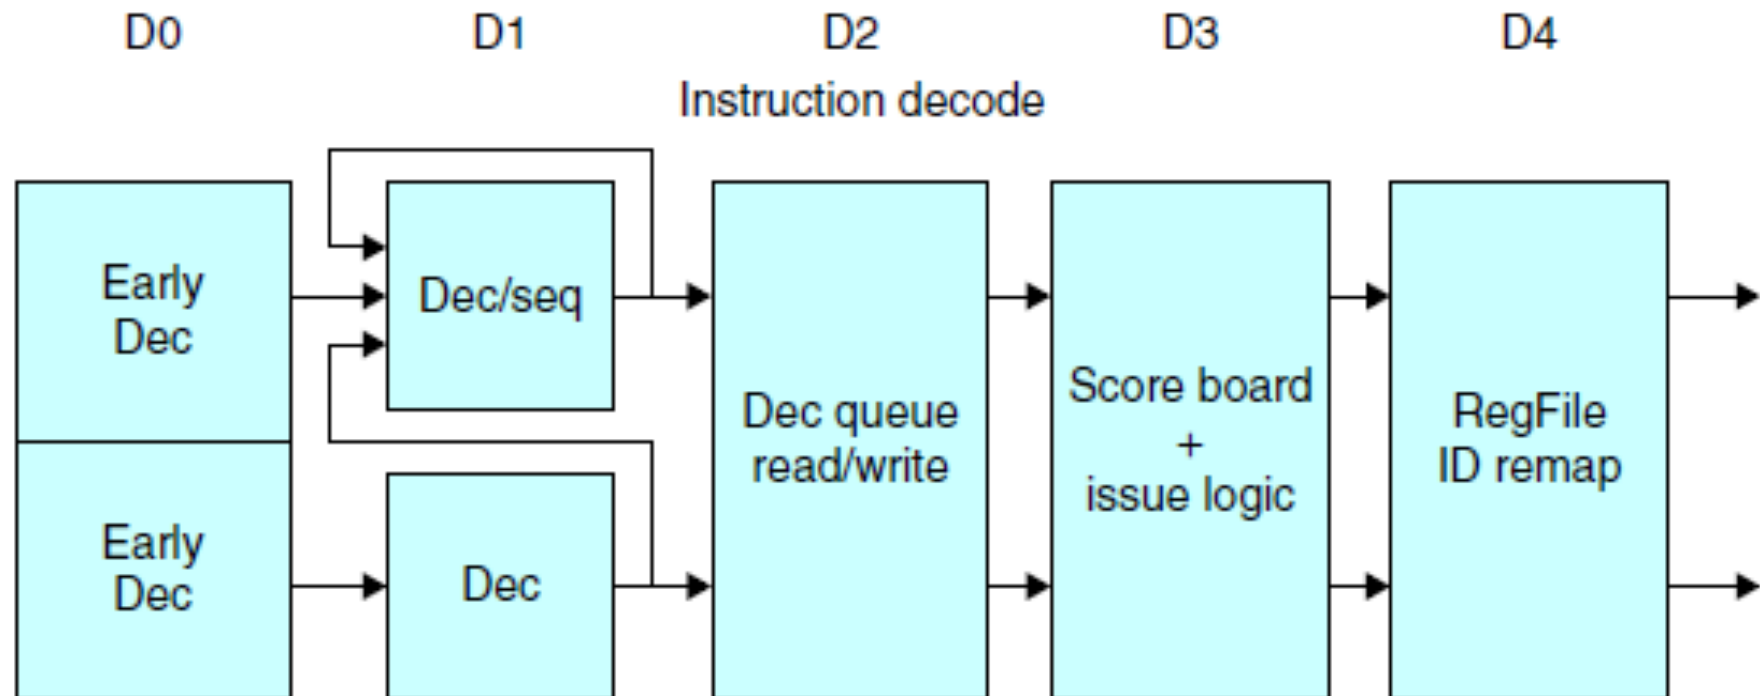 D0 D1 D2 D3 D4
Instruction decode
Early
Dec
Early
Dec
Dec/seq
Dec
Dec queue
read/write
Score board
+
issue logic
RegFile
ID remap